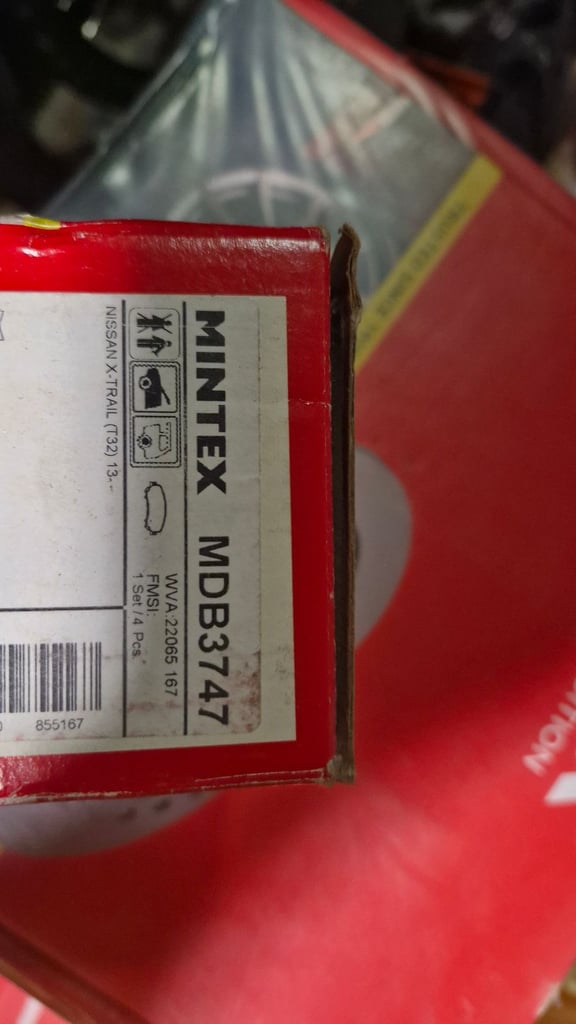 MINTEX MDB3747
WVA:22065 167
FMSI:
1 Set / 4 Pcs.
NISSAN X-TRAIL (T32) 13-
855167